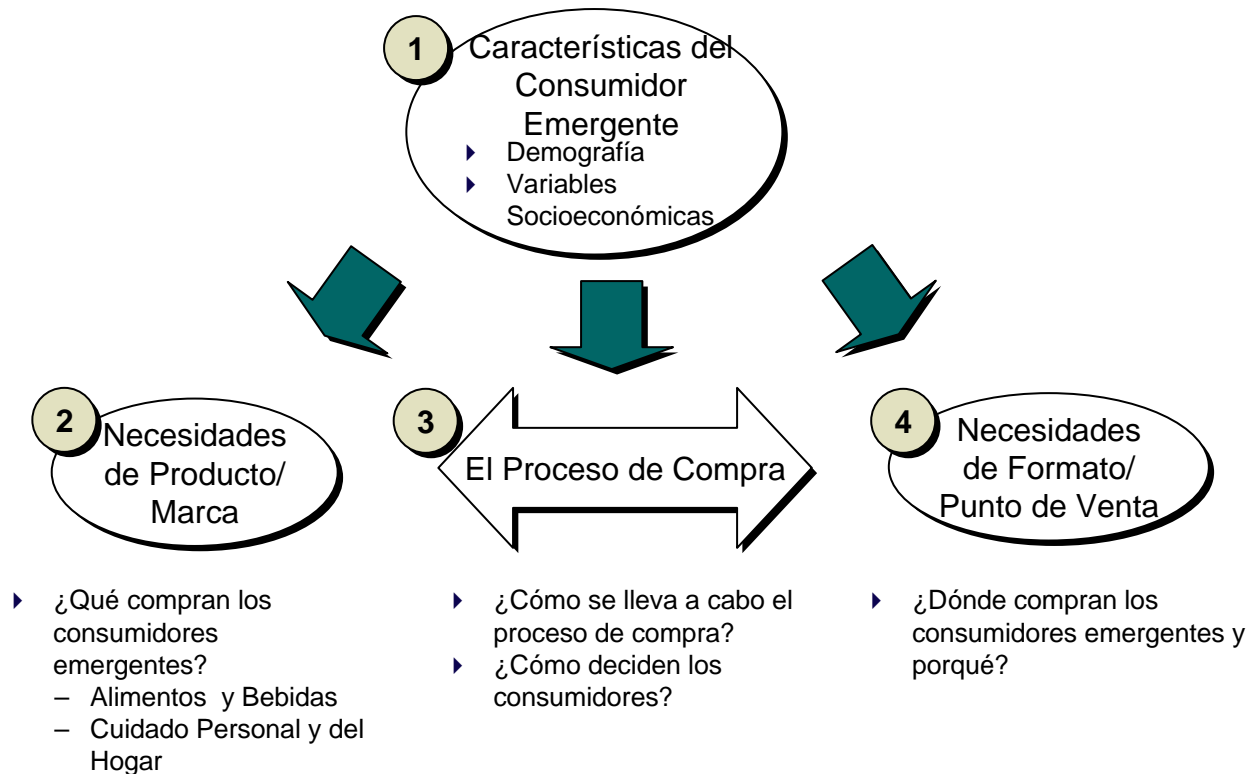 1
Características del
Consumidor
Emergente
Demografía
Variables
Socioeconómicas
2
Necesidades
de Producto/
Marca
3
El Proceso de Compra
4
Necesidades
de Formato/
Punto de Venta
¿Qué compran los
consumidores
emergentes?
– Alimentos y Bebidas
– Cuidado Personal y del
Hogar
¿Cómo se lleva a cabo el
proceso de compra?
¿Cómo deciden los
consumidores?
¿Dónde compran los
consumidores emergentes y
porqué?